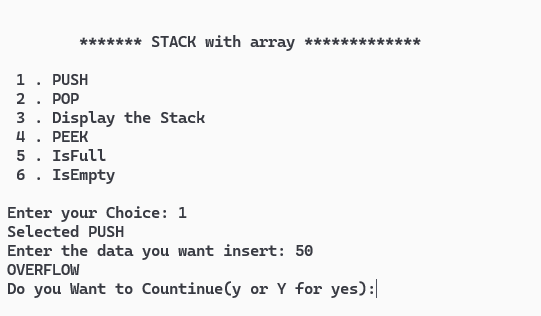 ******* STACK with array *************
1 . PUSH
2 . POP
3 . Display the Stack
4 . PEEK
5 . IsFull
6 . IsEmpty
Enter your Choice: 1
Selected PUSH
Enter the data you want insert: 50
OVERFLOW
Do you Want to Countinue(y or Y for yes):